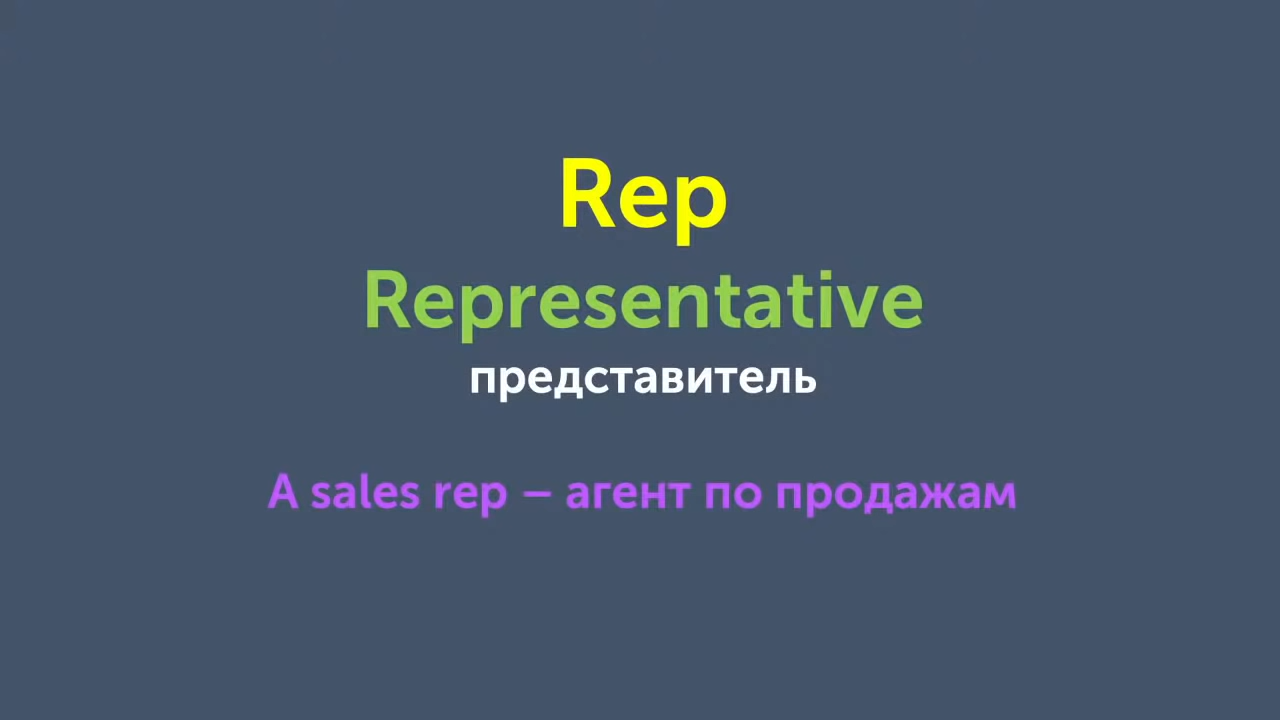 Rep
Representative
представитель
A sales rep – агент по продажам